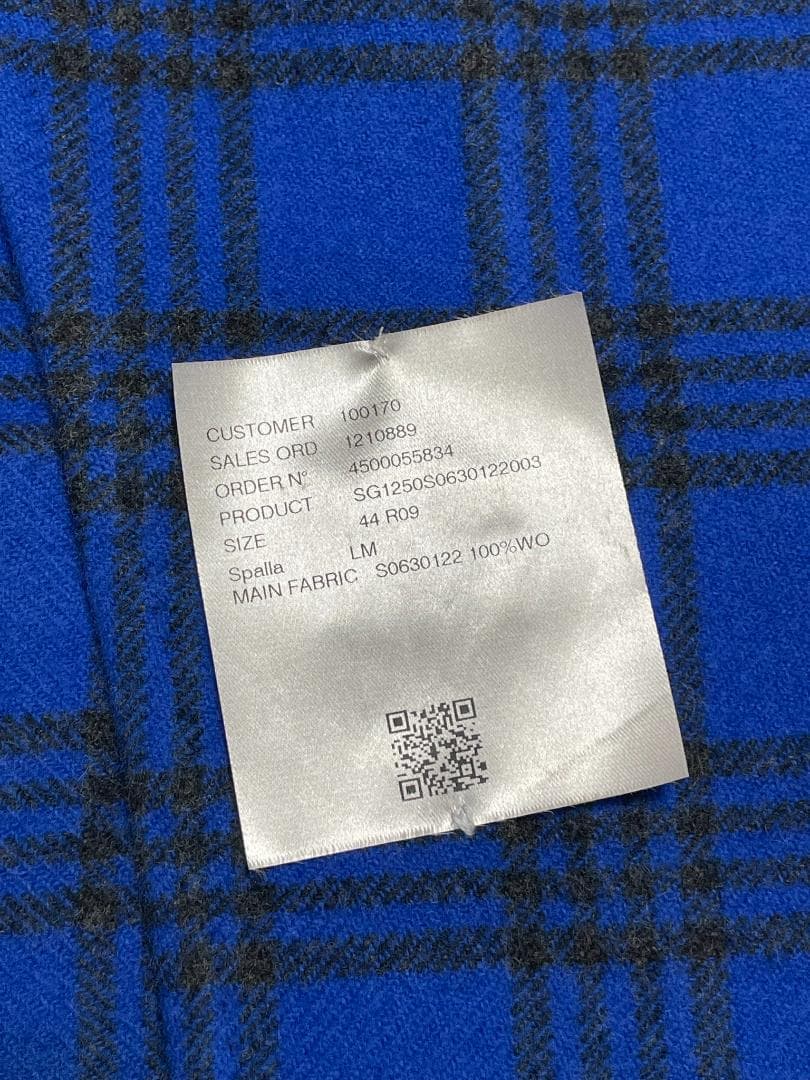 CUSTOMER 100170
SALES ORD 1210889
ORDER N° 4500055834
PRODUCT SG1250S0630122003
SIZE 44 R09
Spalla LM
MAIN FABRIC S0630122 100%WO